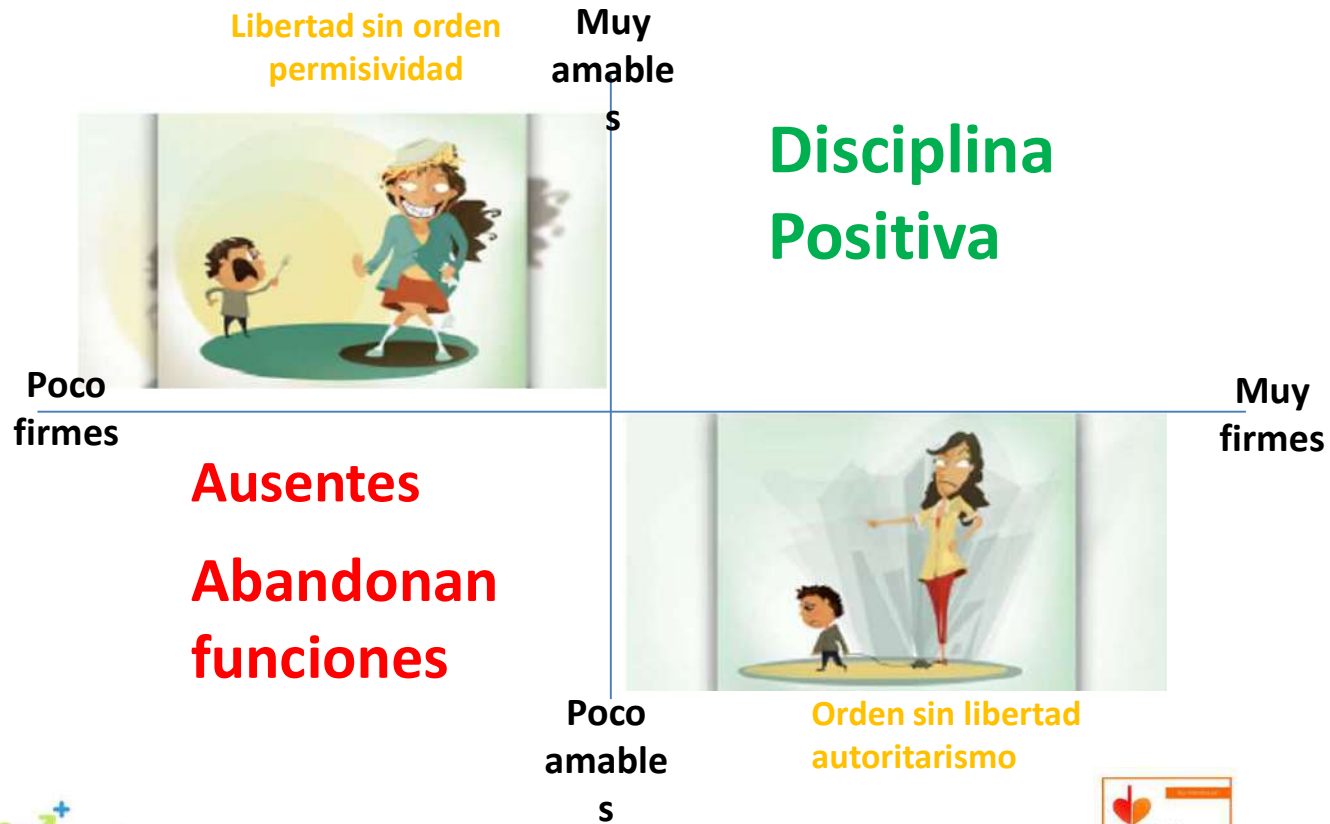 Libertad sin orden
permisividad
Muy
amable
s
Disciplina
Positiva
Poco
firmes
Muy
firmes
Ausentes
Abandonan
funciones
Poco
amable
s
Orden sin libertad
autoritarismo